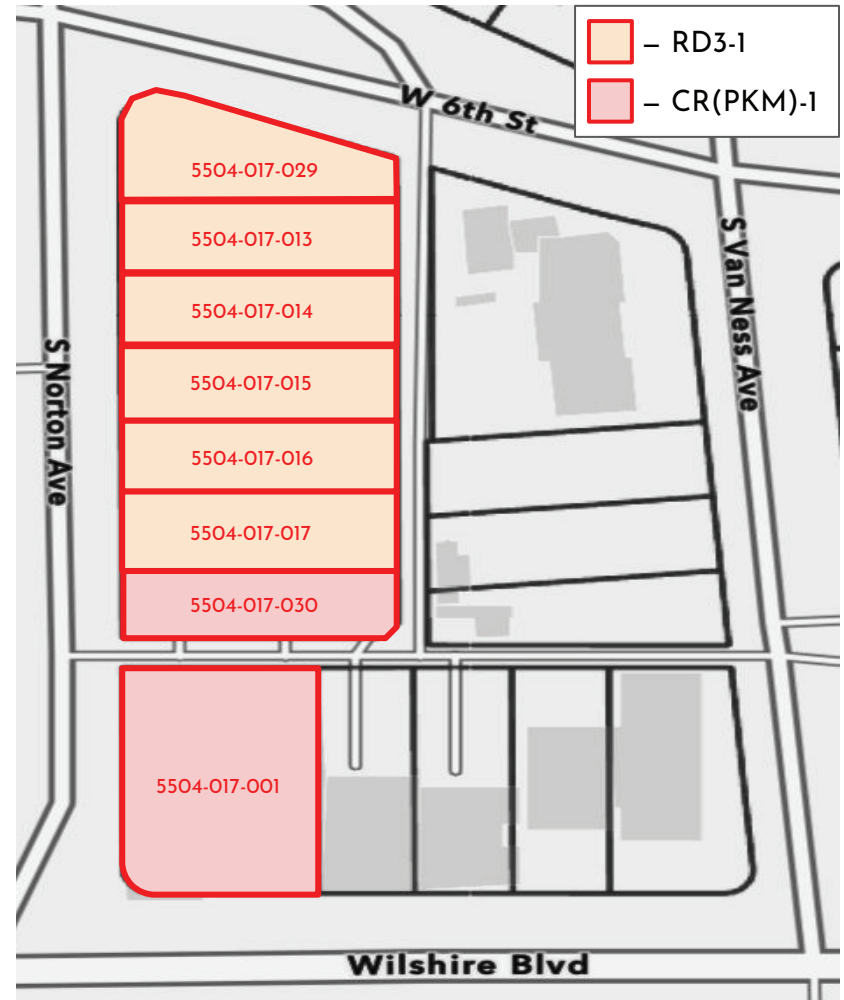 – RD3-1
– CR(PKM)-1
W 6th St
5504-017-029
5504-017-013
S Van Ness Ave
5504-017-014
S Norton Ave
5504-017-015
5504-017-016
5504-017-017
5504-017-030
5504-017-001
Wilshire Blvd